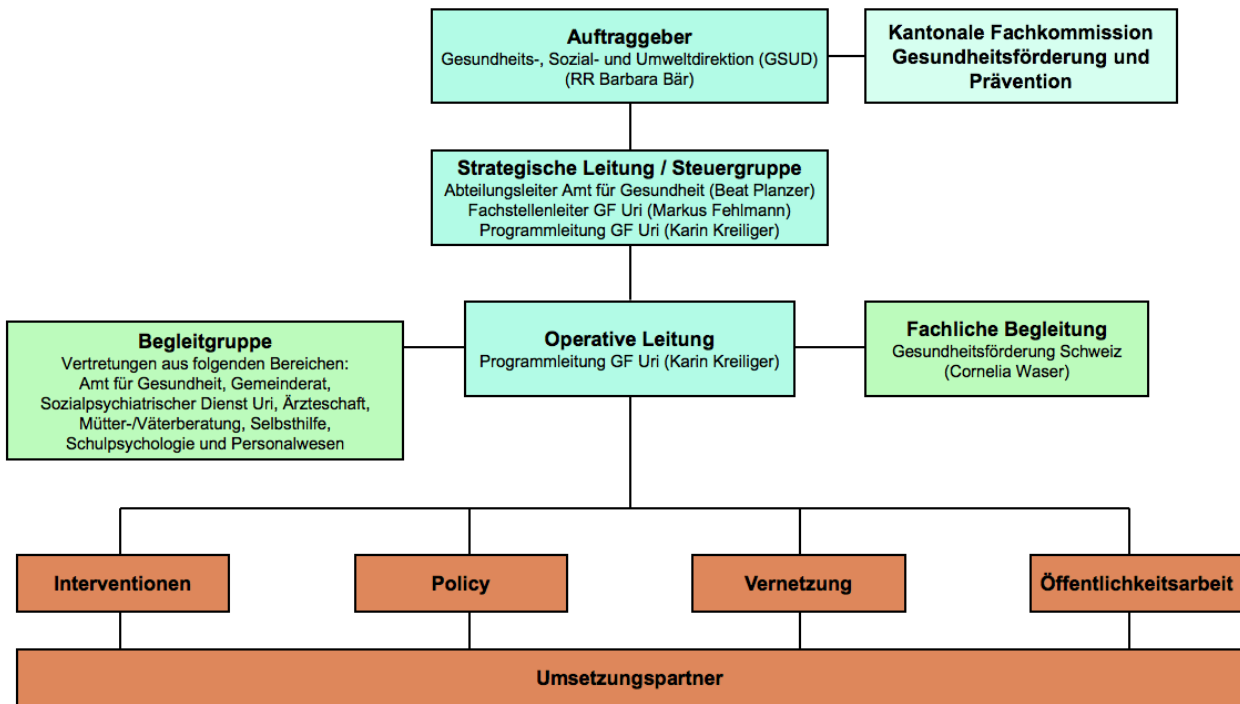 Auftraggeber
Gesundheits-, Sozial- und Umweltdirektion (GSUD)
(RR Barbara Bär)
Kantonale Fachkommission
Gesundheitsförderung und
Prävention
Strategische Leitung / Steuergruppe
Abteilungsleiter Amt für Gesundheit (Beat Planzer)
Fachstellenleiter GF Uri (Markus Fehlmann)
Programmleitung GF Uri (Karin Kreiliger)
Begleitgruppe
Vertretungen aus folgenden Bereichen:
Amt für Gesundheit, Gemeinderat,
Sozialpsychiatrischer Dienst Uri, Ärzteschaft,
Mütter-/Väterberatung, Selbsthilfe,
Schulpsychologie und Personalwesen
Operative Leitung
Programmleitung GF Uri (Karin Kreiliger)
Fachliche Begleitung
Gesundheitsförderung Schweiz
(Cornelia Waser)
Interventionen
Policy
Vernetzung
Öffentlichkeitsarbeit
Umsetzungspartner